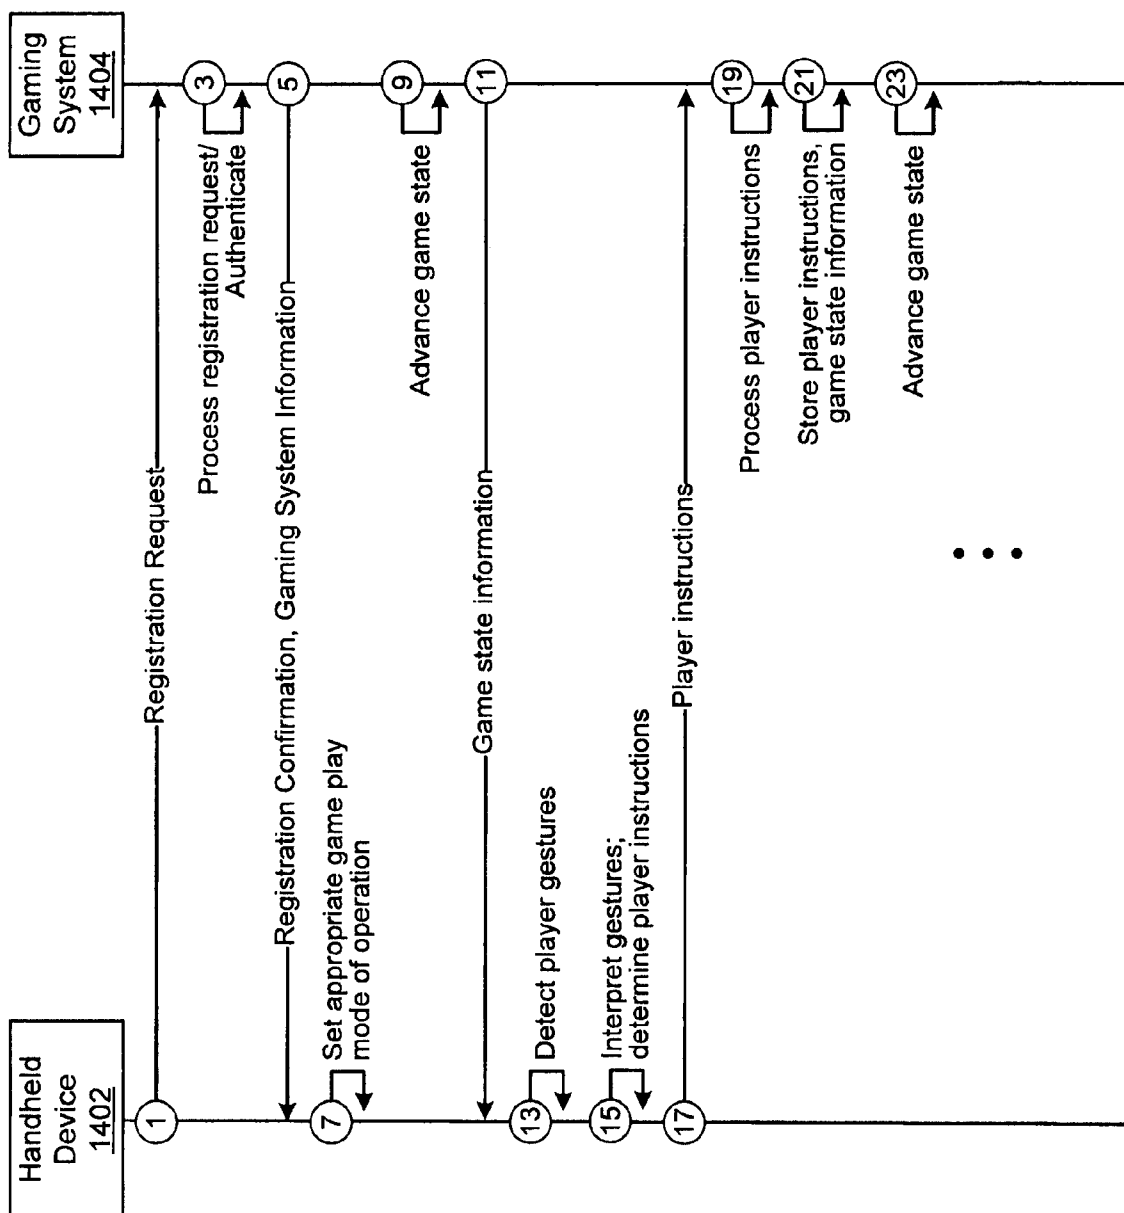 Handheld
Device
1402
Gaming
System
1404
1
Registration Request
3
Process registration request/
Authenticate
5
Registration Confirmation, Gaming System Information
7
Set appropriate game play
mode of operation
9
Advance game state
11
Game state information
13
Detect player gestures
15
Interpret gestures;
determine player instructions
17
Player instructions
19
Process player instructions
21
Store player instructions,
game state information
23
Advance game state